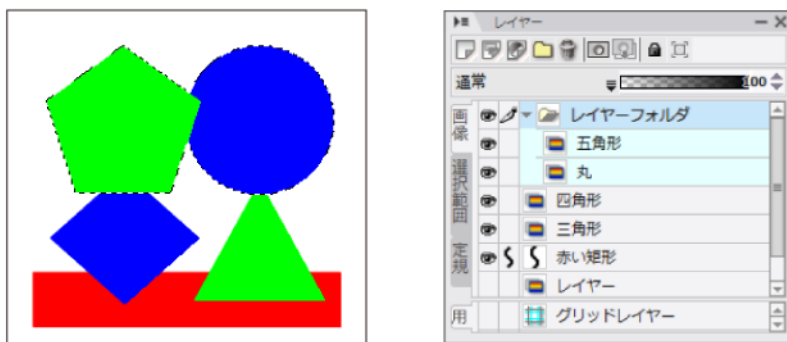 レイヤー
通常
100
画像
選択範囲
定規
レイヤーフォルダ
五角形
丸
四角形
三角形
赤い矩形
レイヤー
用
グリッドレイヤー